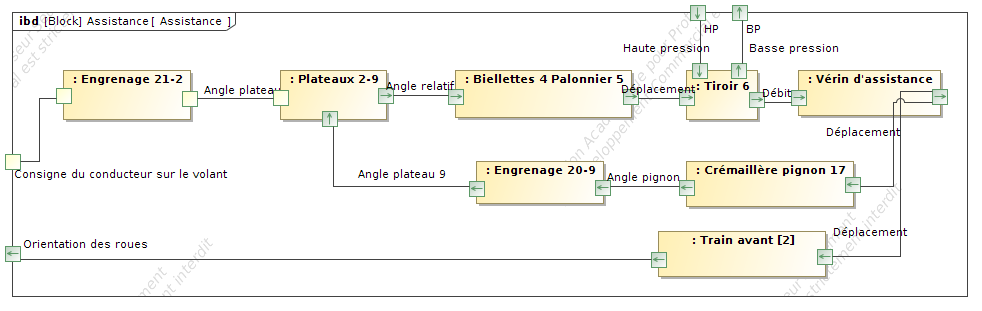 ibd [Block] Assistance[ Assistance ]
HP
BP
Haute pression
Basse pression
: Engrenage 21-2
: Plateaux 2-9
: Biellettes 4 Palonnier 5
: Tiroir 6
: Vérin d'assistance
Angle plateau
Angle relatif
Déplacement
Débit
Déplacement
Consigne du conducteur sur le volant
Angle plateau 9
: Engrenage 20-9
Angle pignon
: Crémaillère pignon 17
Orientation des roues
: Train avant [2]
Déplacement